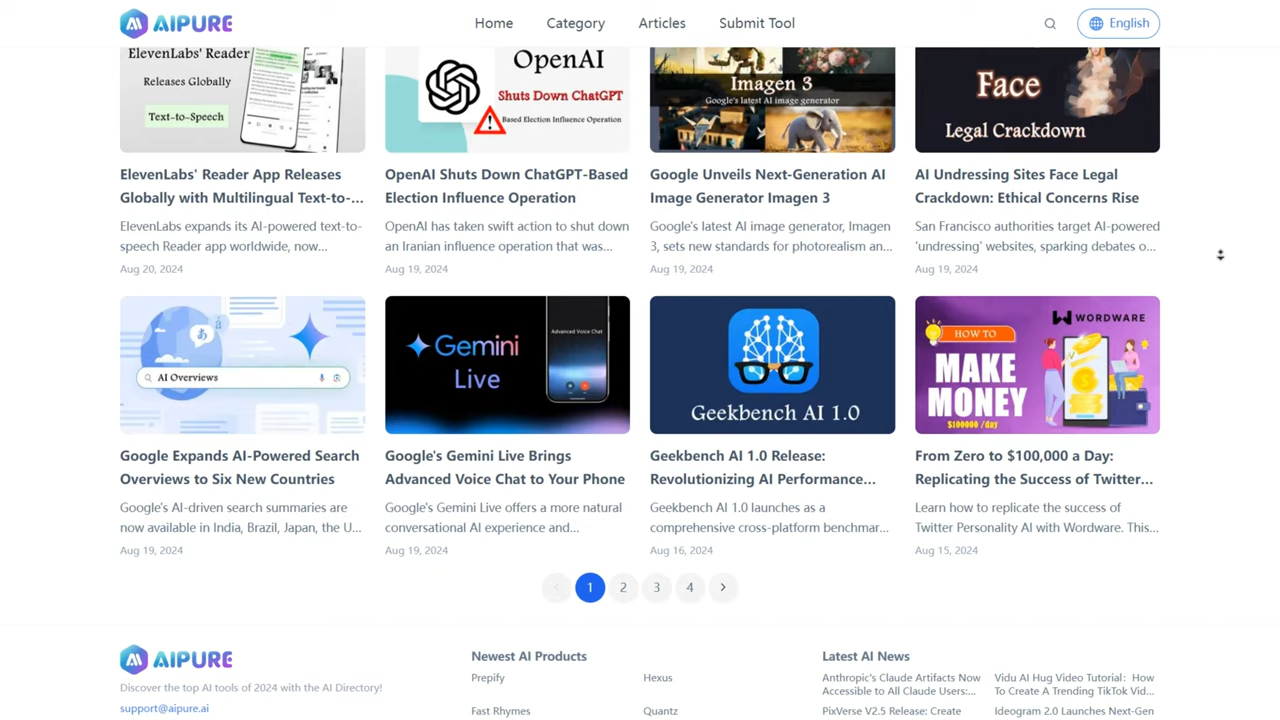 AIPURE
Home
Category
Articles
Submit Tool
English
ElevenLabs' Reader
Releases Globally
Text-to-Speech
OpenAI
Shuts Down ChatGPT
Based Election Influence Operation
Imagen 3
Google's latest AI image generator
Face
Legal Crackdown
ElevenLabs' Reader App Releases
Globally with Multilingual Text-to-...
ElevenLabs expands its AI-powered text-to-
speech Reader app worldwide, now...
Aug 20, 2024
OpenAI Shuts Down ChatGPT-Based
Election Influence Operation
OpenAI has taken swift action to shut down
an Iranian influence operation that was...
Aug 19, 2024
Google Unveils Next-Generation AI
Image Generator Imagen 3
Google's latest AI image generator, Imagen
3, sets new standards for photorealism an...
Aug 19, 2024
AI Undressing Sites Face Legal
Crackdown: Ethical Concerns Rise
San Francisco authorities target AI-powered
'undressing' websites, sparking debates o...
Aug 19, 2024
AI Overviews
Gemini
Live
Advanced Voice Chat
Geekbench AI 1.0
WORDWARE
HOW TO
MAKE
MONEY
$100000 /day
Google Expands AI-Powered Search
Overviews to Six New Countries
Google's AI-driven search summaries are
now available in India, Brazil, Japan, the U...
Aug 19, 2024
Google's Gemini Live Brings
Advanced Voice Chat to Your Phone
Google's Gemini Live offers a more natural
conversational AI experience and...
Aug 19, 2024
Geekbench AI 1.0 Release:
Revolutionizing AI Performance...
Geekbench AI 1.0 launches as a
comprehensive cross-platform benchmar...
Aug 16, 2024
From Zero to $100,000 a Day:
Replicating the Success of Twitter...
Learn how to replicate the success of
Twitter Personality AI with Wordware. This...
Aug 15, 2024
1
2
3
4
AIPURE
Discover the top AI tools of 2024 with the AI Directory!
support@aipure.ai
Newest AI Products
Prepify
Hexus
Fast Rhymes
Quantz
Latest AI News
Anthropic's Claude Artifacts Now
Accessible to All Claude Users:...
Vidu AI Hug Video Tutorial: How
To Create A Trending TikTok Vid...
PixVerse V2.5 Release: Create
Ideogram 2.0 Launches Next-Gen